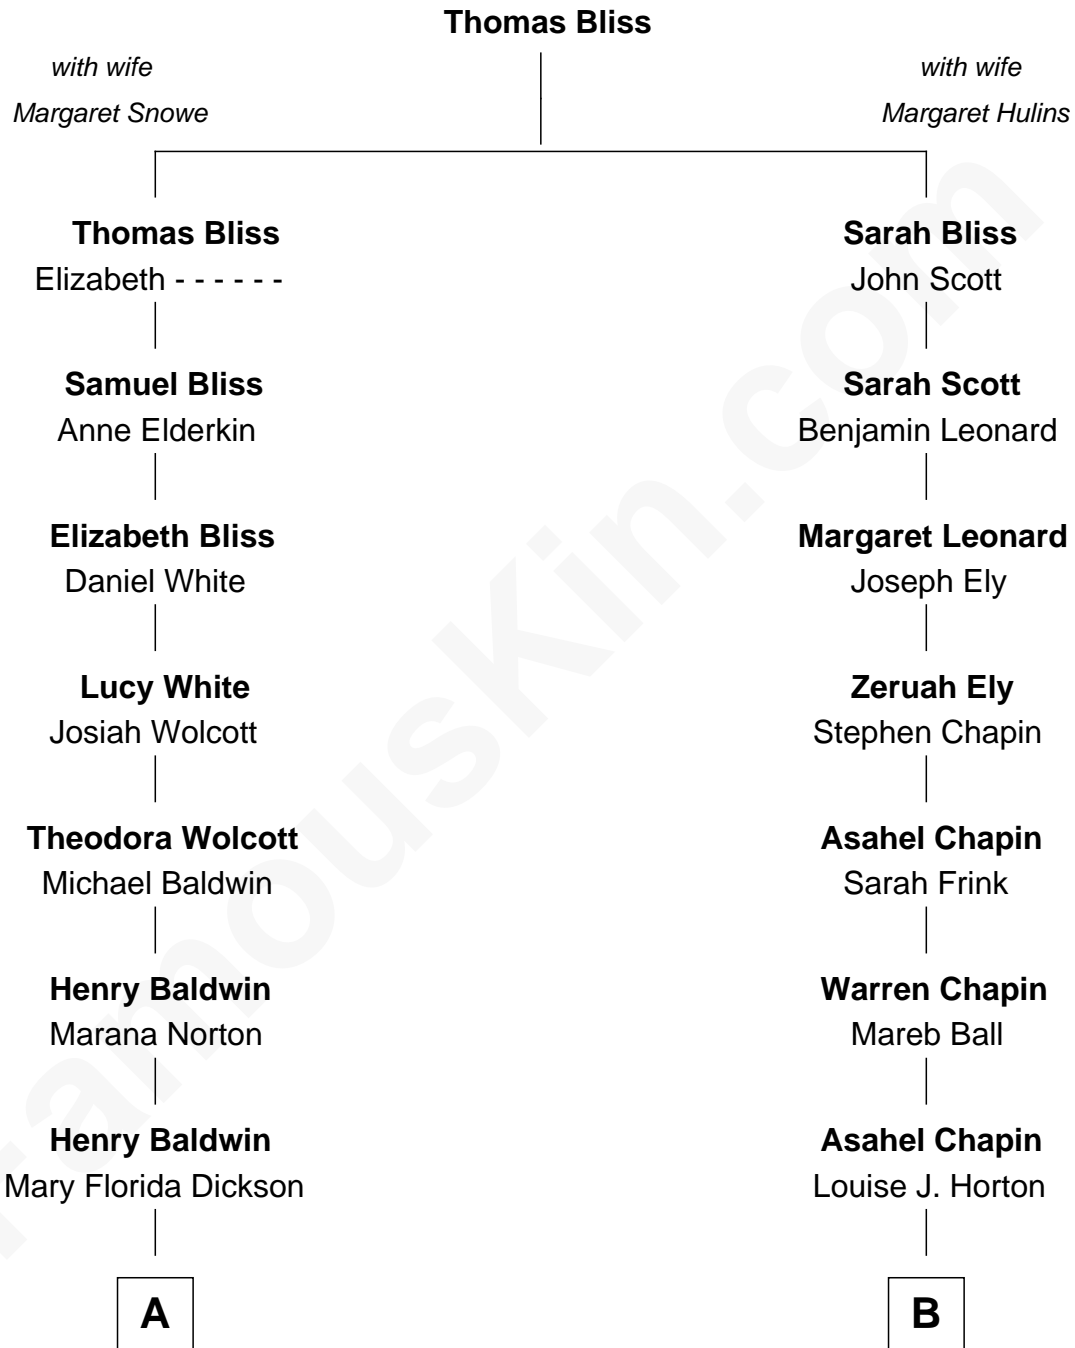 Thomas Bliss
with wife
Margaret Snowe
with wife
Margaret Hulins
Thomas Bliss
Elizabeth - - - - - -
Sarah Bliss
John Scott
Samuel Bliss
Anne Elderkin
Sarah Scott
Benjamin Leonard
Elizabeth Bliss
Daniel White
Margaret Leonard
Joseph Ely
Lucy White
Josiah Wolcott
Zeruah Ely
Stephen Chapin
Theodora Wolcott
Michael Baldwin
Asahel Chapin
Sarah Frink
Henry Baldwin
Marana Norton
Warren Chapin
Mareb Ball
Henry Baldwin
Mary Florida Dickson
Asahel Chapin
Louise J. Horton
A
B
FamousKin.com